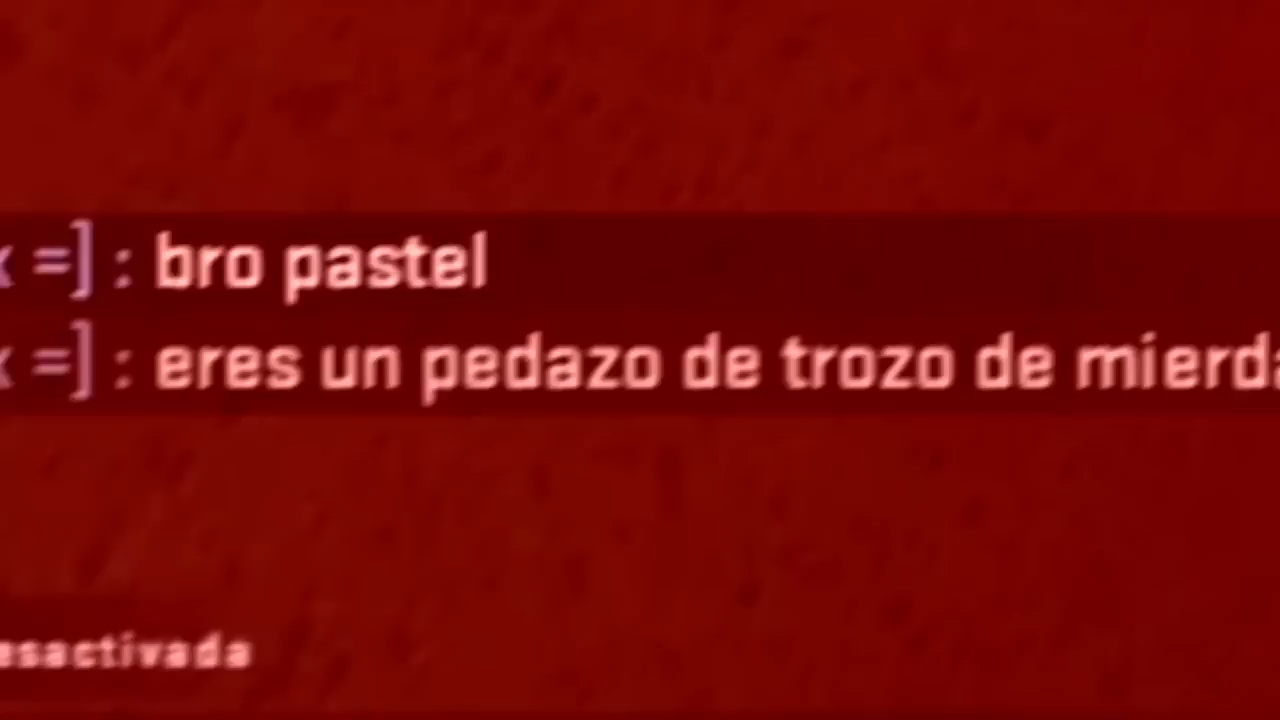 x =] : bro pastel
x =] : eres un pedazo de trozo de mierda
esactivada